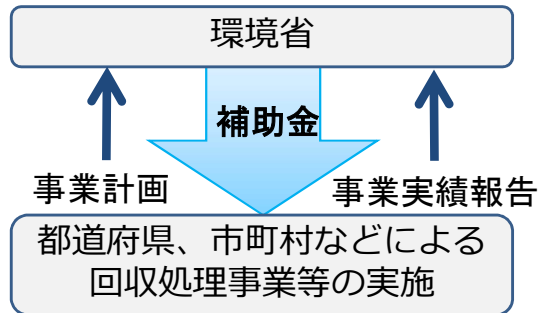 環境省
補助金
事業計画
事業実績報告
都道府県、市町村などによる
回収処理事業等の実施